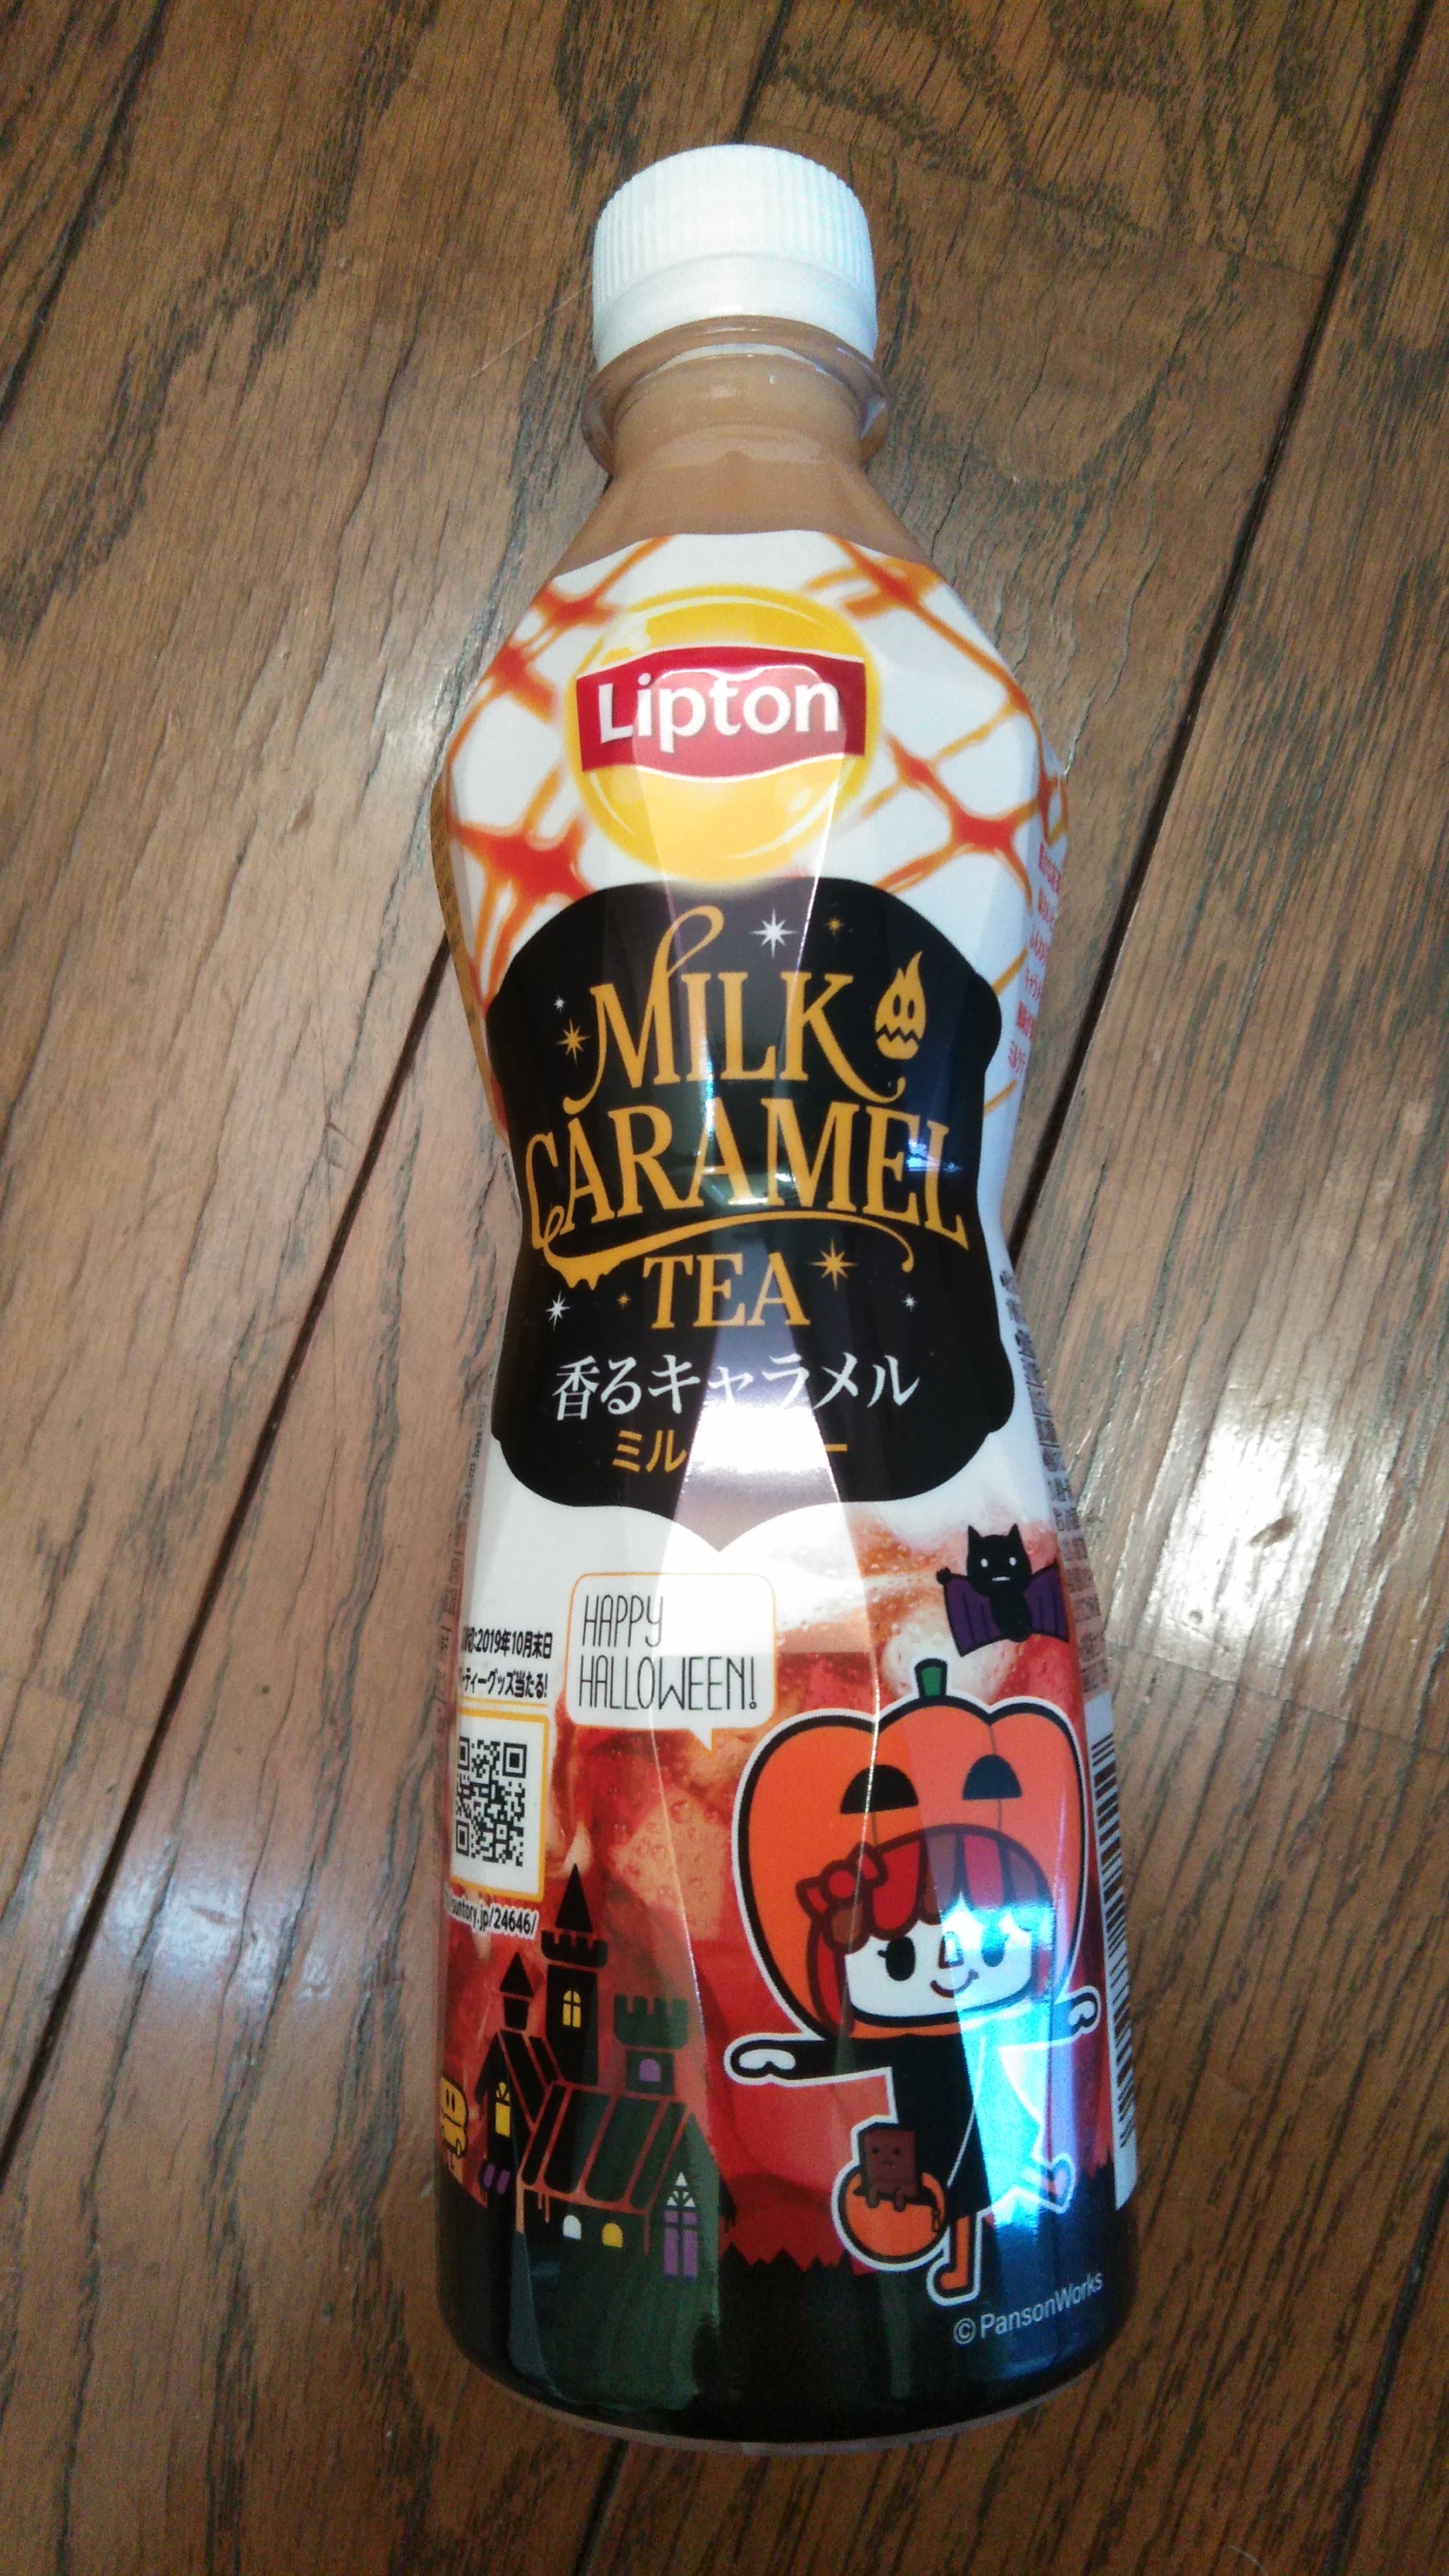 Lipton
MILK
CARAMEL
TEA
香るキャラメル
ミル ー
2019年10月末日
ティーグッズ当たる!
HAPPY
HALLOWEEN!
suntory.jp/24646/
©PansonWorks